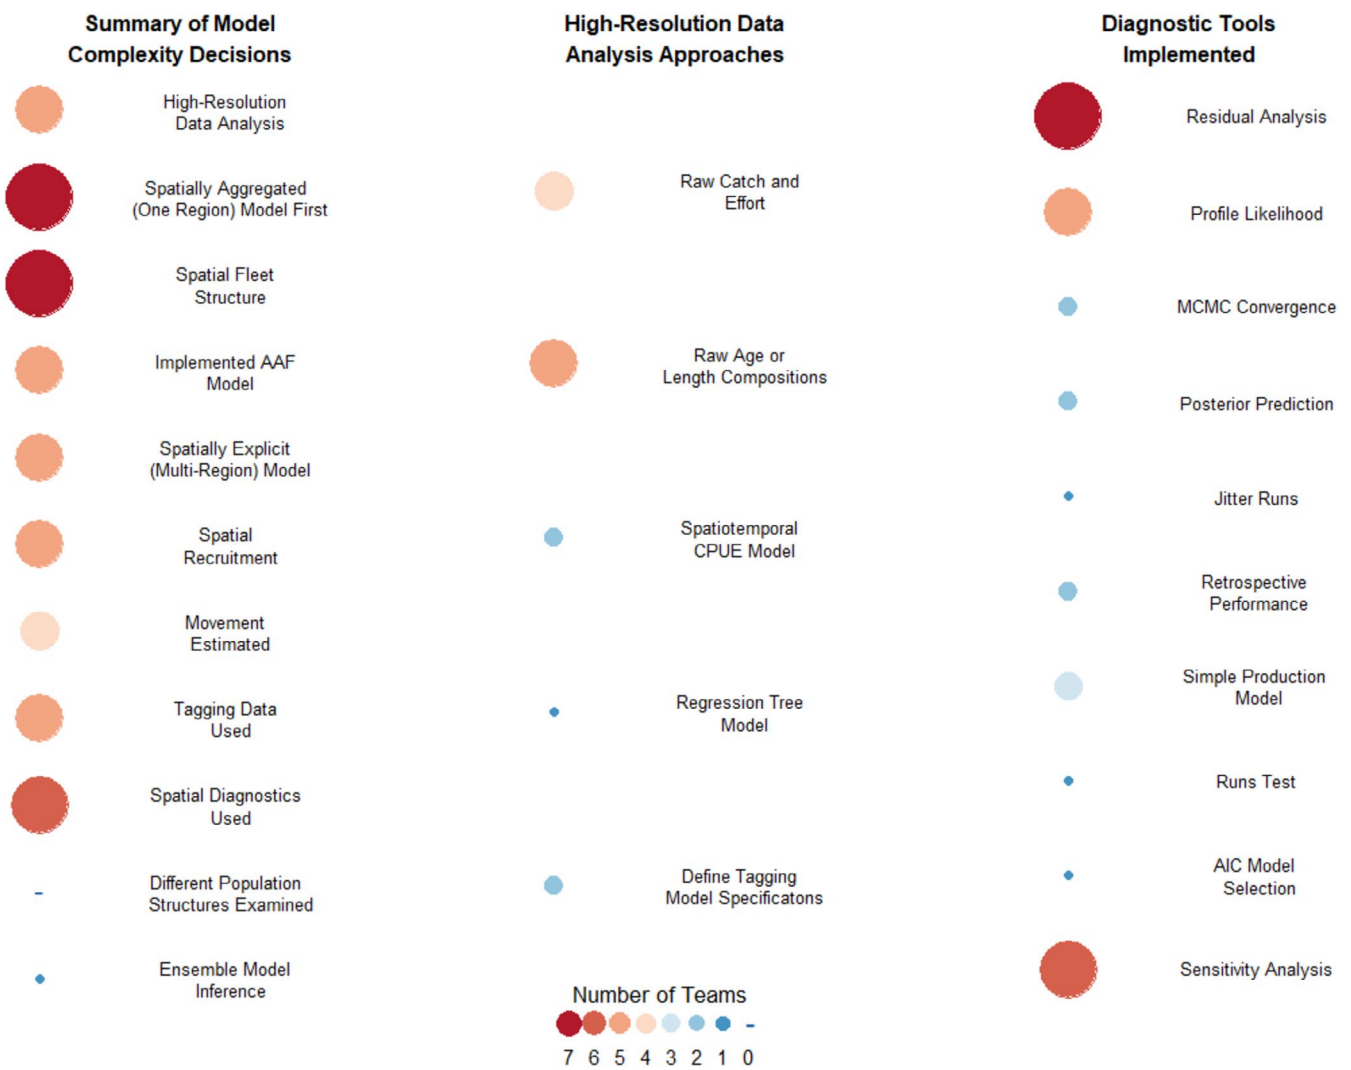 Summary of Model
Complexity Decisions
High-Resolution
Data Analysis
Spatially Aggregated
(One Region) Model First
Spatial Fleet
Structure
Implemented AAF
Model
Spatially Explicit
(Multi-Region) Model
Spatial
Recruitment
Movement
Estimated
Tagging Data
Used
Spatial Diagnostics
Used
Different Population
Structures Examined
Ensemble Model
Inference
High-Resolution Data
Analysis Approaches
Raw Catch and
Effort
Raw Age or
Length Compositions
Spatiotemporal
CPUE Model
Regression Tree
Model
Define Tagging
Model Specificatons
Number of Teams
7 6 5 4 3 2 1 0
Diagnostic Tools
Implemented
Residual Analysis
Profile Likelihood
MCMC Convergence
Posterior Prediction
Jitter Runs
Retrospective
Performance
Simple Production
Model
Runs Test
AIC Model
Selection
Sensitivity Analysis